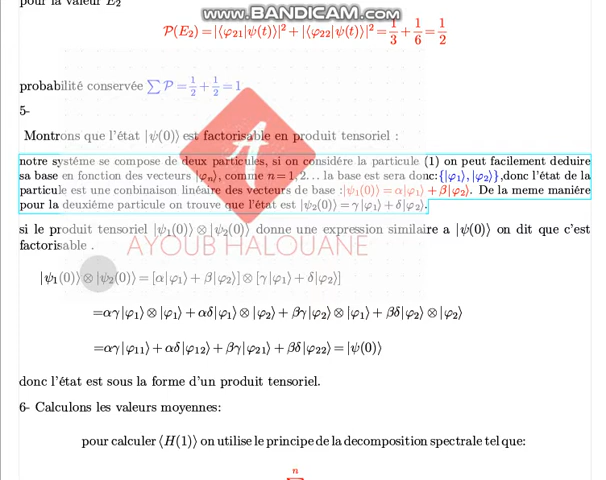 pour la valeur E₂
www.BANDICAM.com
𝒫(E₂) = |⟨φ₂₁|ψ(t)⟩|² + |⟨φ₂₂|ψ(t)⟩|² = 1/3 + 1/6 = 1/2
probabilité conservée ∑𝒫 = 1/2 + 1/2 = 1
5-
Montrons que l'état |ψ(0)⟩ est factorisable en produit tensoriel :
notre systéme se compose de deux particules, si on considére la particule (1) on peut facilement deduire
sa base en fonction des vecteurs |φₙ⟩, comme n = 1, 2… la base est sera donc: {|φ₁⟩, |φ₂⟩}, donc l'état de la
particule est une conbinaison linéaire des vecteurs de base : |ψ₁(0)⟩ = α|φ₁⟩ + β|φ₂⟩. De la meme maniére
pour la deuxiéme particule on trouve que l'état est |ψ₂(0)⟩ = γ|φ₁⟩ + δ|φ₂⟩.
si le produit tensoriel |ψ₁(0)⟩ ⊗ |ψ₂(0)⟩ donne une expression similaire a |ψ(0)⟩ on dit que c'est
factorisable .
AYOUB HALOUANE
|ψ₁(0)⟩ ⊗ |ψ₂(0)⟩ = [α|φ₁⟩ + β|φ₂⟩] ⊗ [γ|φ₁⟩ + δ|φ₂⟩]
= αγ|φ₁⟩ ⊗ |φ₁⟩ + αδ|φ₁⟩ ⊗ |φ₂⟩ + βγ|φ₂⟩ ⊗ |φ₁⟩ + βδ|φ₂⟩ ⊗ |φ₂⟩
= αγ|φ₁₁⟩ + αδ|φ₁₂⟩ + βγ|φ₂₁⟩ + βδ|φ₂₂⟩ = |ψ(0)⟩
donc l'état est sous la forme d'un produit tensoriel.
6- Calculons les valeurs moyennes:
pour calculer ⟨H(1)⟩ on utilise le principe de la decomposition spectrale tel que:
n